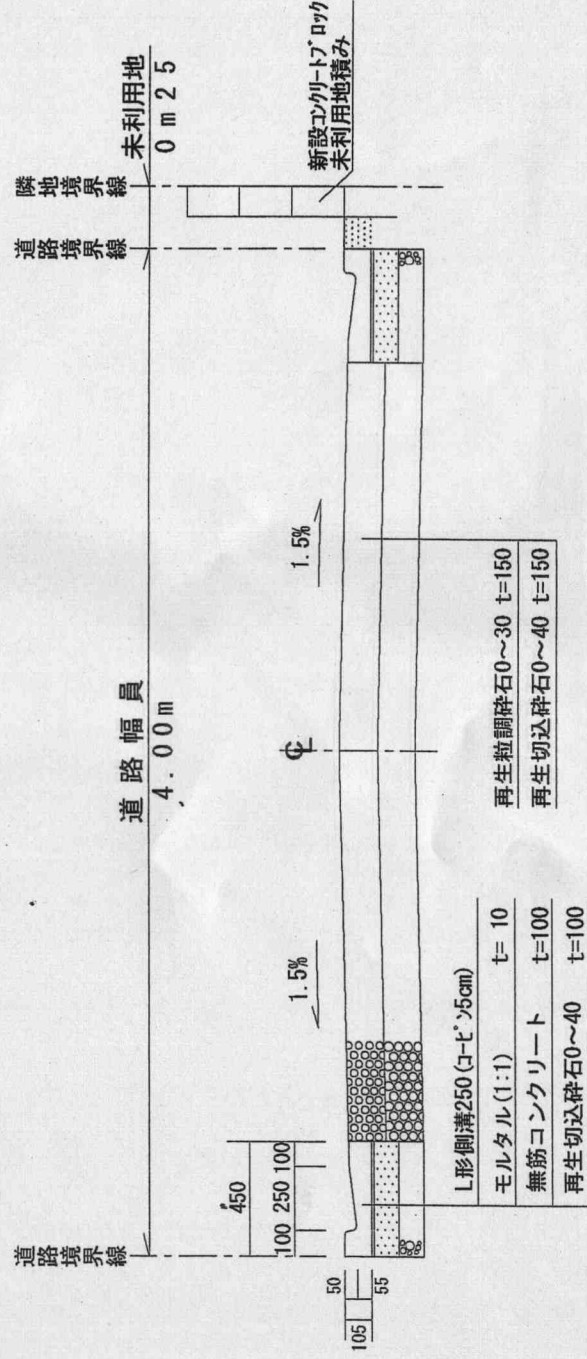 道路境界線
道路幅員
4.00m
道路境界線
隣地境界線
未利用地
0m25
450
100 250 100
1.5%
CL
1.5%
新設コンクリートブロック
未利用地積み
50
55
105
L形側溝250(コーピン5cm)
モルタル(1:1) t= 10
無筋コンクリート t=100
再生切込砕石0~40 t=100
再生粒調砕石0~30 t=150
再生切込砕石0~40 t=150